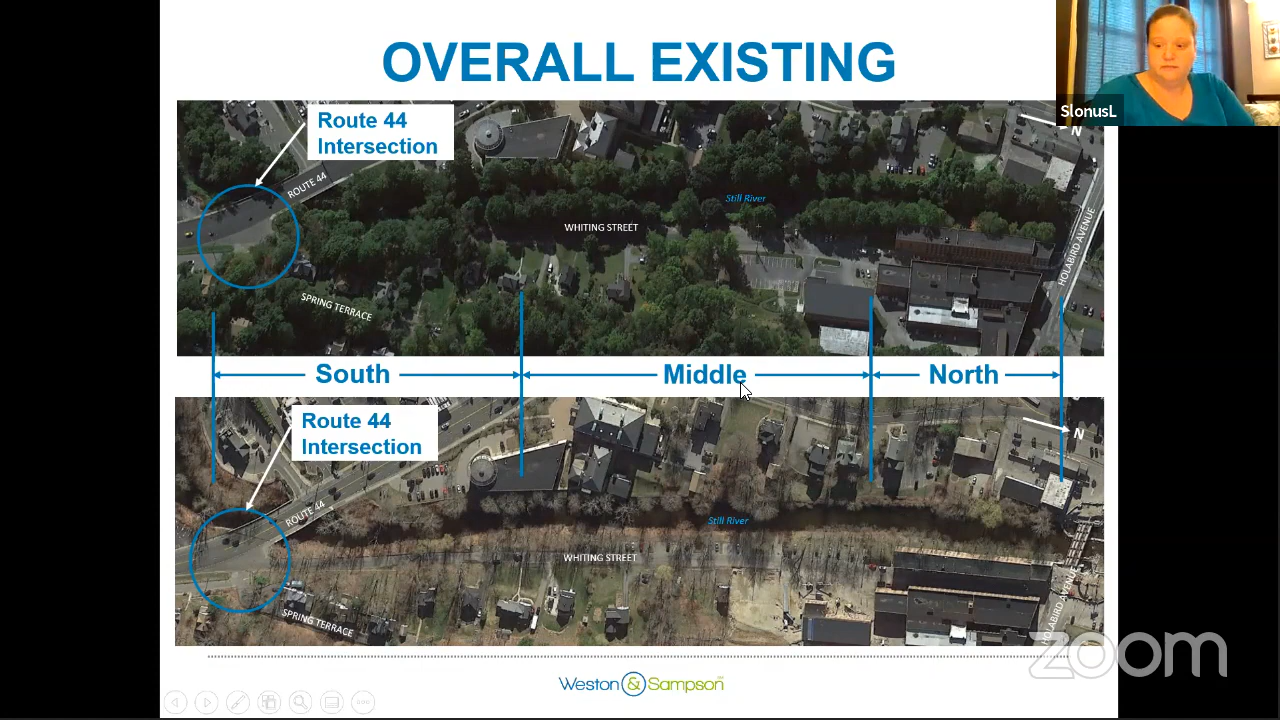 OVERALL EXISTING
SlonusL
Route 44
Intersection
ROUTE 44
N
Still River
WHITING STREET
HOLABIRD AVENUE
SPRING TERRACE
South
Middle
North
Route 44
Intersection
N
ROUTE 44
Still River
WHITING STREET
HOLABIRD AVENUE
SPRING TERRACE
zoom
Weston & Sampson